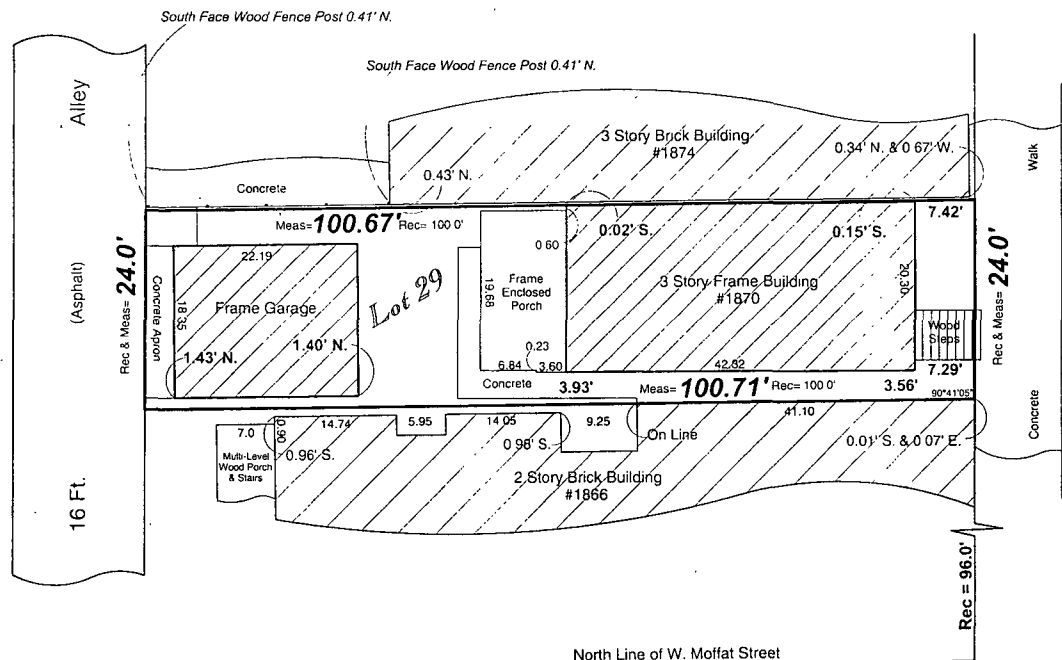 South Face Wood Fence Post 0.41' N.
South Face Wood Fence Post 0.41' N.
Alley
(Asphalt)
16 Ft.
3 Story Brick Building
#1874
0.34' N. & 0 67' W.
Walk
Concrete
0.43' N.
Meas= 100.67' Rec= 100 0'
7.42'
Rec & Meas= 24.0'
22.19
Frame Garage
18 35
Concrete Apron
1.43' N.
1.40' N.
Lot 29
0 60
19.68
Frame
Enclosed
Porch
0.23
6.84
3.60
0.02' S.
0.15' S.
3 Story Frame Building
#1870
20.30
42.82
Wood
Steps
Rec & Meas= 24.0'
7.29'
Concrete
3.93'
Meas= 100.71' Rec= 100 0'
3.56'
90°41'05"
Concrete
7.0
0.90
14.74
5.95
14 05
9.25
On Line
41.10
Multi-Level
Wood Porch
& Stairs
0.96' S.
0 98' S.
0.01' S. & 0 07' E.
2 Story Brick Building
#1866
Rec = 96.0'
North Line of W. Moffat Street